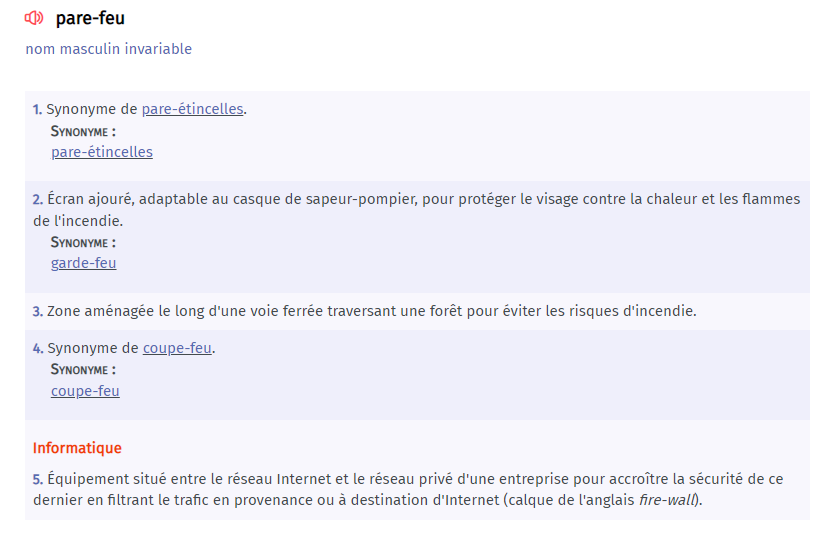 pare-feu
nom masculin invariable
1. Synonyme de pare-étincelles.
Synonyme :
pare-étincelles
2. Écran ajouré, adaptable au casque de sapeur-pompier, pour protéger le visage contre la chaleur et les flammes
de l'incendie.
Synonyme :
garde-feu
3. Zone aménagée le long d'une voie ferrée traversant une forêt pour éviter les risques d'incendie.
4. Synonyme de coupe-feu.
Synonyme :
coupe-feu
Informatique
5. Équipement situé entre le réseau Internet et le réseau privé d'une entreprise pour accroître la sécurité de ce
dernier en filtrant le trafic en provenance ou à destination d'Internet (calque de l'anglais fire-wall).